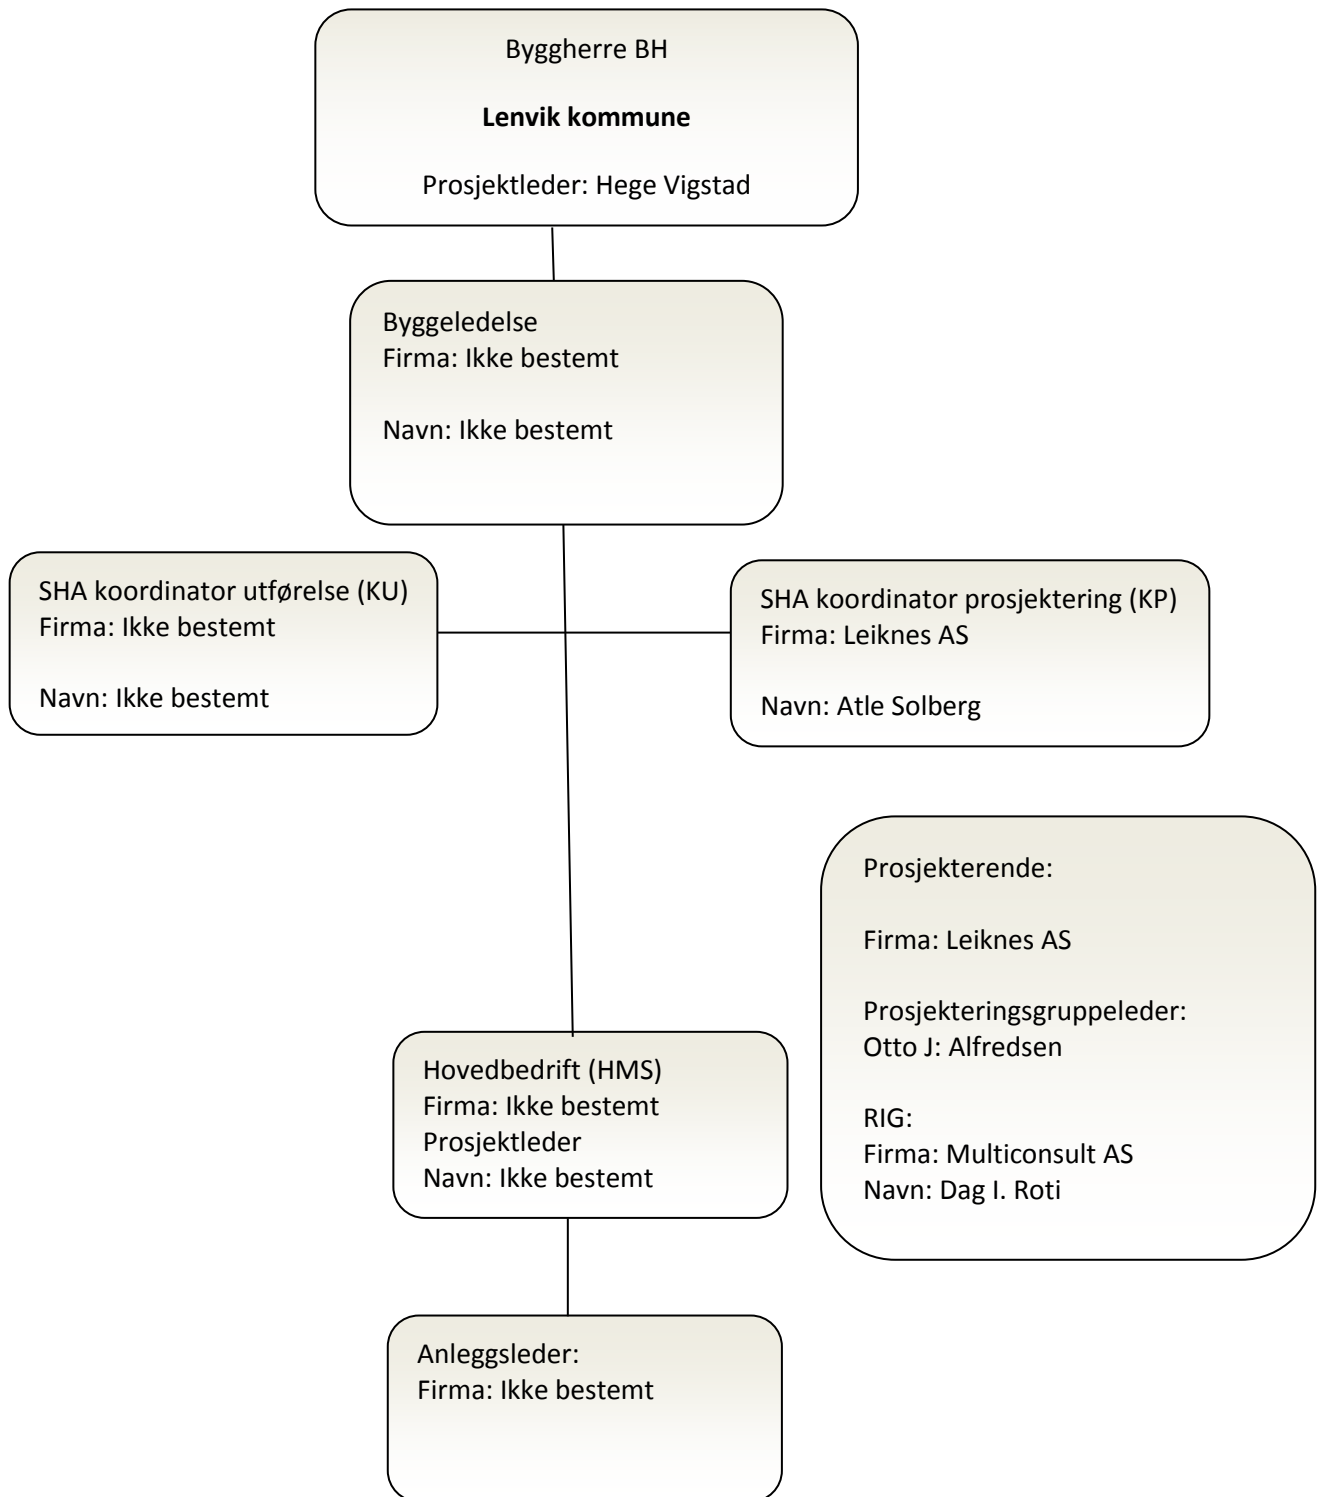 Byggherre BH
Lenvik kommune
Prosjektleder: Hege Vigstad
Byggeledelse
Firma: Ikke bestemt
Navn: Ikke bestemt
SHA koordinator utførelse (KU)
Firma: Ikke bestemt
Navn: Ikke bestemt
SHA koordinator prosjektering (KP)
Firma: Leiknes AS
Navn: Atle Solberg
Prosjekterende:
Firma: Leiknes AS
Prosjekteringsgruppeleder:
Otto J: Alfredsen
RIG:
Firma: Multiconsult AS
Navn: Dag I. Roti
Hovedbedrift (HMS)
Firma: Ikke bestemt
Prosjektleder
Navn: Ikke bestemt
Anleggsleder:
Firma: Ikke bestemt